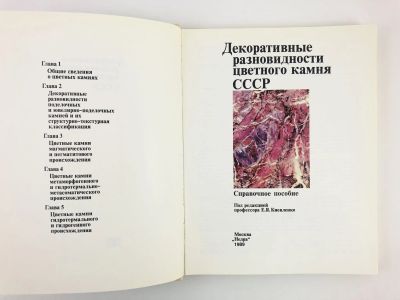 Глава 1
Общие сведения
о цветных камнях
Глава 2
Декоративные
разновидности
поделочных
и ювелирно-поделочных
камней и их
структурно-текстурная
классификация
Глава 3
Цветные камни
магматического
и пегматитового
происхождения
Глава 4
Цветные камни
метаморфогенного и
гидротермально-
метасоматического
происхождения
Глава 5
Цветные камни
гидротермального
и гидрогенного
происхождения
Декоративные
разновидности
цветного камня
СССР
Справочное пособие
Под редакцией
профессора Е.Я. Киевленко
Москва
"Недра"
1989